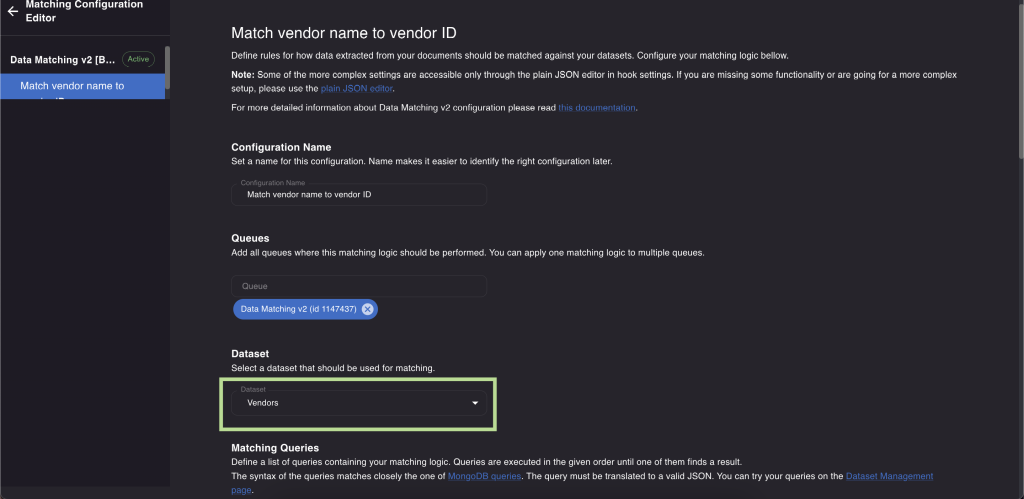 Matching Configuration
Editor
Data Matching v2 [B...
Active
Match vendor name to
Match vendor name to vendor ID
Define rules for how data extracted from your documents should be matched against your datasets. Configure your matching logic bellow.
Note: Some of the more complex settings are accessible only through the plain JSON editor in hook settings. If you are missing some functionality or are going for a more complex
setup, please use the plain JSON editor.
For more detailed information about Data Matching v2 configuration please read this documentation.
Configuration Name
Set a name for this configuration. Name makes it easier to identify the right configuration later.
Configuration Name
Match vendor name to vendor ID
Queues
Add all queues where this matching logic should be performed. You can apply one matching logic to multiple queues.
Queue
Data Matching v2 (id 1147437)
Dataset
Select a dataset that should be used for matching.
Dataset
Vendors
Matching Queries
Define a list of queries containing your matching logic. Queries are executed in the given order until one of them finds a result.
The syntax of the queries matches closely the one of MongoDB queries. The query must be translated to a valid JSON. You can try your queries on the Dataset Management
page.